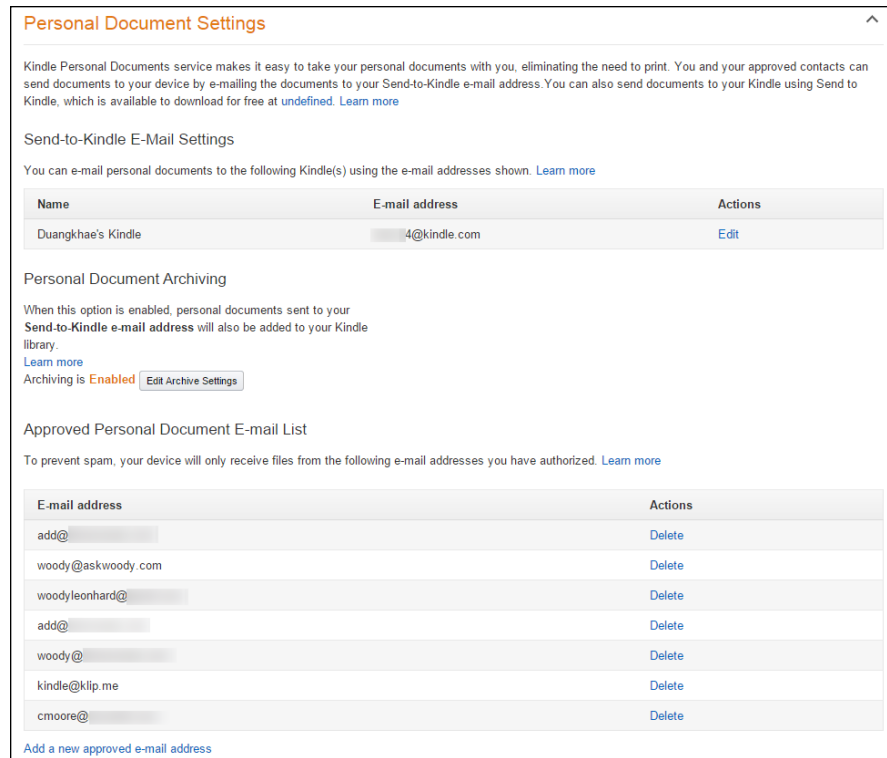 Personal Document Settings
Kindle Personal Documents service makes it easy to take your personal documents with you, eliminating the need to print. You and your approved contacts can
send documents to your device by e-mailing the documents to your Send-to-Kindle e-mail address.You can also send documents to your Kindle using Send to
Kindle, which is available to download for free at undefined. Learn more
Send-to-Kindle E-Mail Settings
You can e-mail personal documents to the following Kindle(s) using the e-mail addresses shown. Learn more
Name E-mail address Actions
Duangkhae's Kindle 4@kindle.com Edit
Personal Document Archiving
When this option is enabled, personal documents sent to your
Send-to-Kindle e-mail address will also be added to your Kindle
library.
Learn more
Archiving is Enabled Edit Archive Settings
Approved Personal Document E-mail List
To prevent spam, your device will only receive files from the following e-mail addresses you have authorized. Learn more
E-mail address Actions
add@ Delete
woody@askwoody.com Delete
woodyleonhard@ Delete
add@ Delete
woody@ Delete
kindle@klip.me Delete
cmoore@ Delete
Add a new approved e-mail address